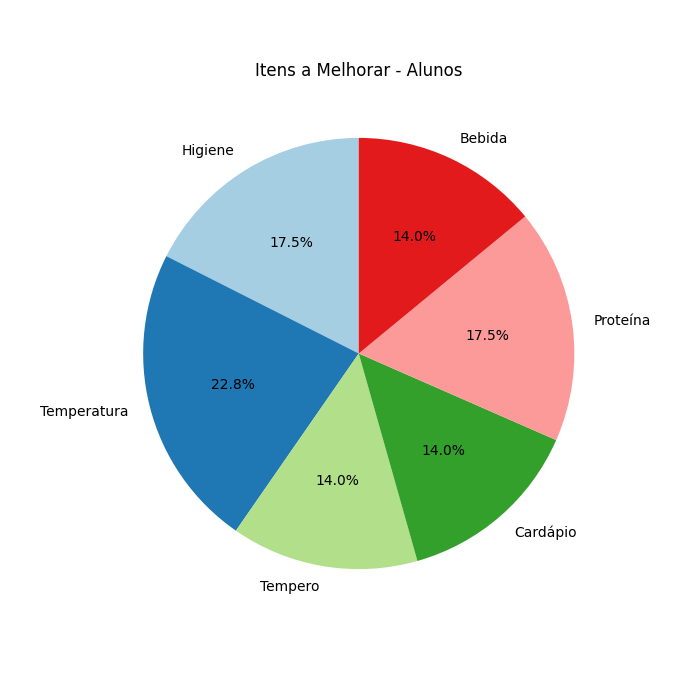 Itens a Melhorar - Alunos
Bebida
Higiene
14.0%
17.5%
Proteína
17.5%
22.8%
Temperatura
14.0%
14.0%
Cardápio
Tempero